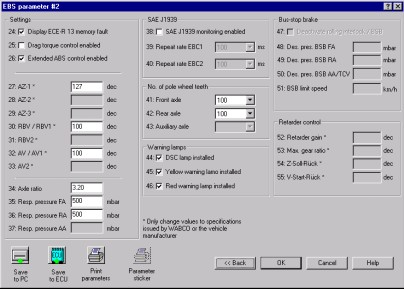 EBS parameter #2
Settings
24: Display ECE-R 13 memory fault
25: Drag torque control enabled
26: Extended ABS control enabled
27: AZ-1 * 127 dec
28: AZ-2 * dec
29: AZ-3 * dec
30: RBV / RBV1 * 100 dec
31: RBV2 * dec
32: AV / AV1 * 100 dec
33: AV2 * dec
34: Axle ratio 3.20
35: Resp. pressure FA 500 mbar
36: Resp. pressure RA 500 mbar
37: Resp. pressure AA mbar
SAE J1939
38: SAE J1939 monitoring enabled
39: Repeat rate EBC1 100 ms
40: Repeat rate EBC2 100 ms
No. of pole wheel teeth
41: Front axle 100
42: Rear axle 100
43: Auxiliary axle
Warning lamps
44: DSC lamp installed
45: Yellow warning lamp installed
46: Red warning lamp installed
* Only change values to specifications
issued by WABCO or the vehicle
manufacturer
Bus-stop brake
47:
48: Des. pres. BSB FA mbar
49: Des. pres. BSB RA mbar
50: Des. pres. BSB AA/TCV mbar
51: BSB limit speed km/h
Retarder control
52: Retarder gain * dec
53: Max. gear ratio * dec
54: Z-Soll-Rück * dec
55: V-Start-Rück * dec
Save
to PC
Save
to ECU
Print
parameters
Parameter
sticker
<< Back
OK
Cancel
Help